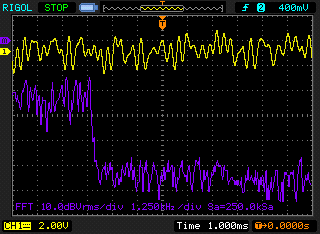 RIGOL STOP T 2 400mV
T
M
1
FFT 10.0dBVrms/div 1.250kHz/div Sa=250.0kSa
CH1 2.00V Time 1.000ms T→0.0000s